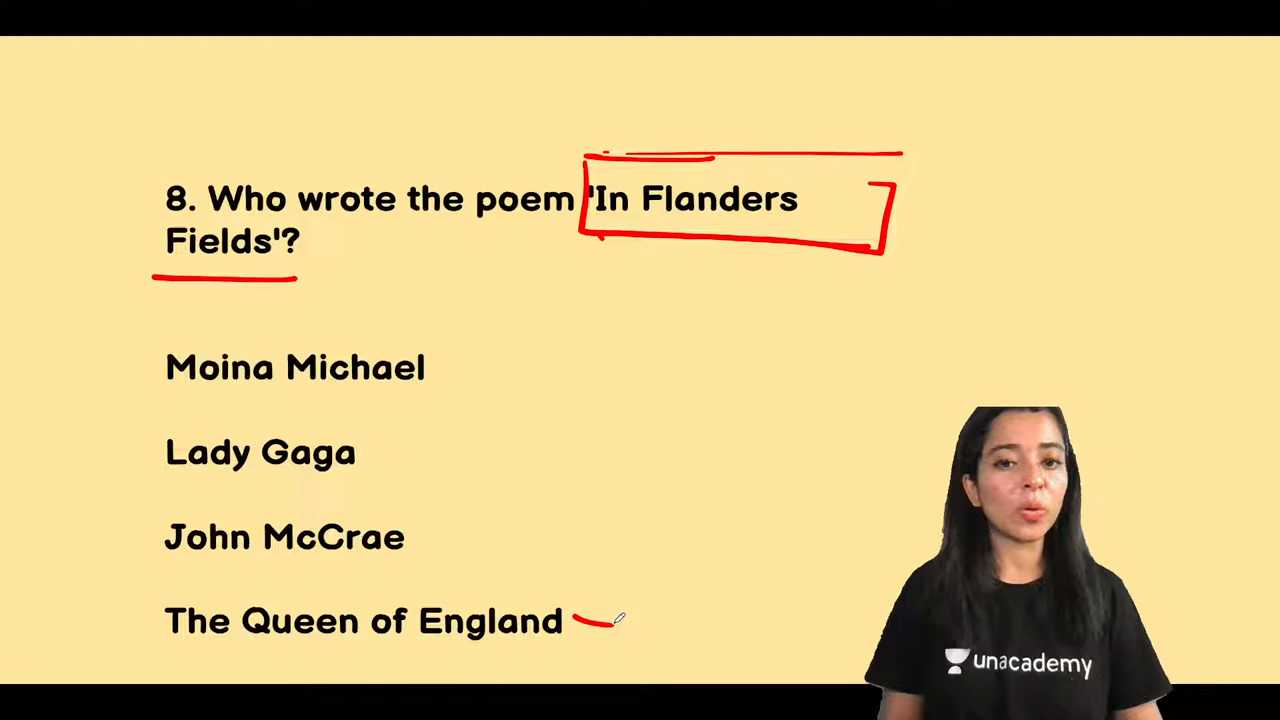 8. Who wrote the poem 'In Flanders
Fields'?
Moina Michael
Lady Gaga
John McCrae
The Queen of England
unacademy